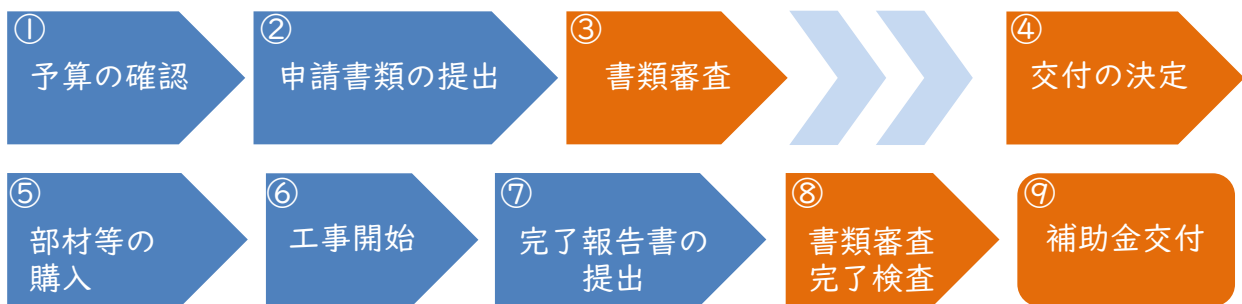 ①
予算の確認
②
申請書類の提出
③
書類審査
④
交付の決定
⑤
部材等の
購入
⑥
工事開始
⑦
完了報告書の
提出
⑧
書類審査
完了検査
⑨
補助金交付